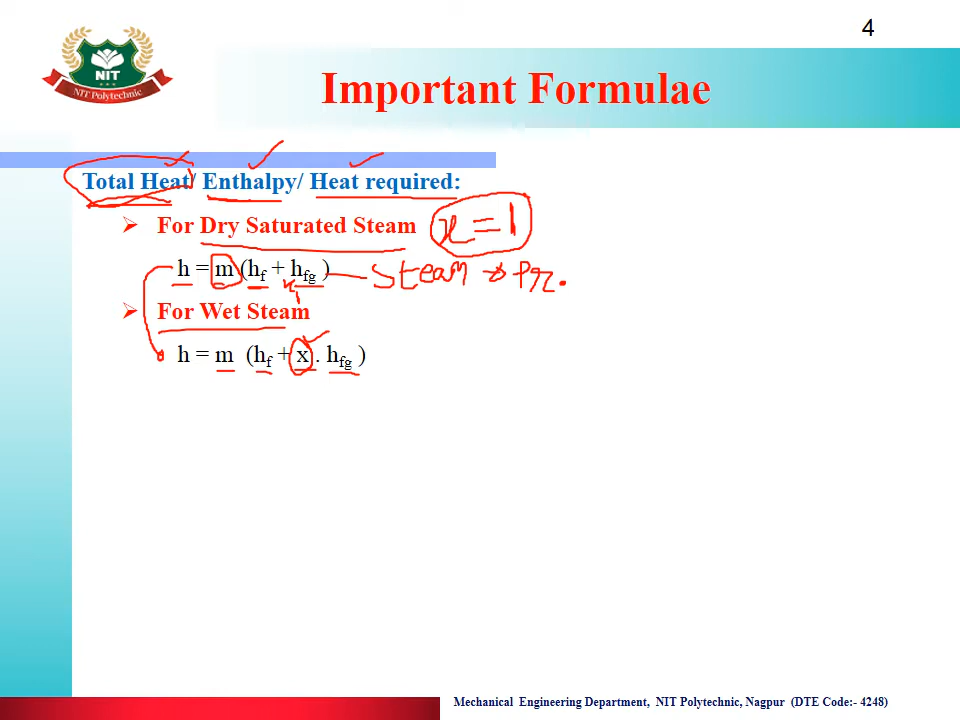 4
NIT
NIT Polytechnic
Important Formulae
Total Heat/ Enthalpy/ Heat required:
➢ For Dry Saturated Steam x = 1
h = m (hf + hfg ) Steam
➢ For Wet Steam
h = m (hf + x . hfg )
Mechanical Engineering Department, NIT Polytechnic, Nagpur (DTE Code:- 4248)